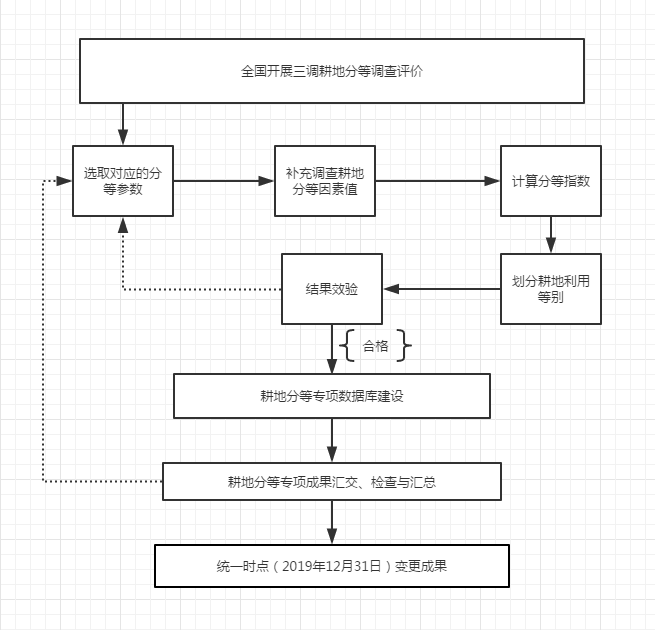 全国开展三调耕地分等调查评价
选取对应的分
等参数
补充调查耕地
分等因素值
计算分等指数
结果效验
划分耕地利用
等别
合格
耕地分等专项数据库建设
耕地分等专项成果汇交、检查与汇总
统一时点（2019年12月31日）变更成果